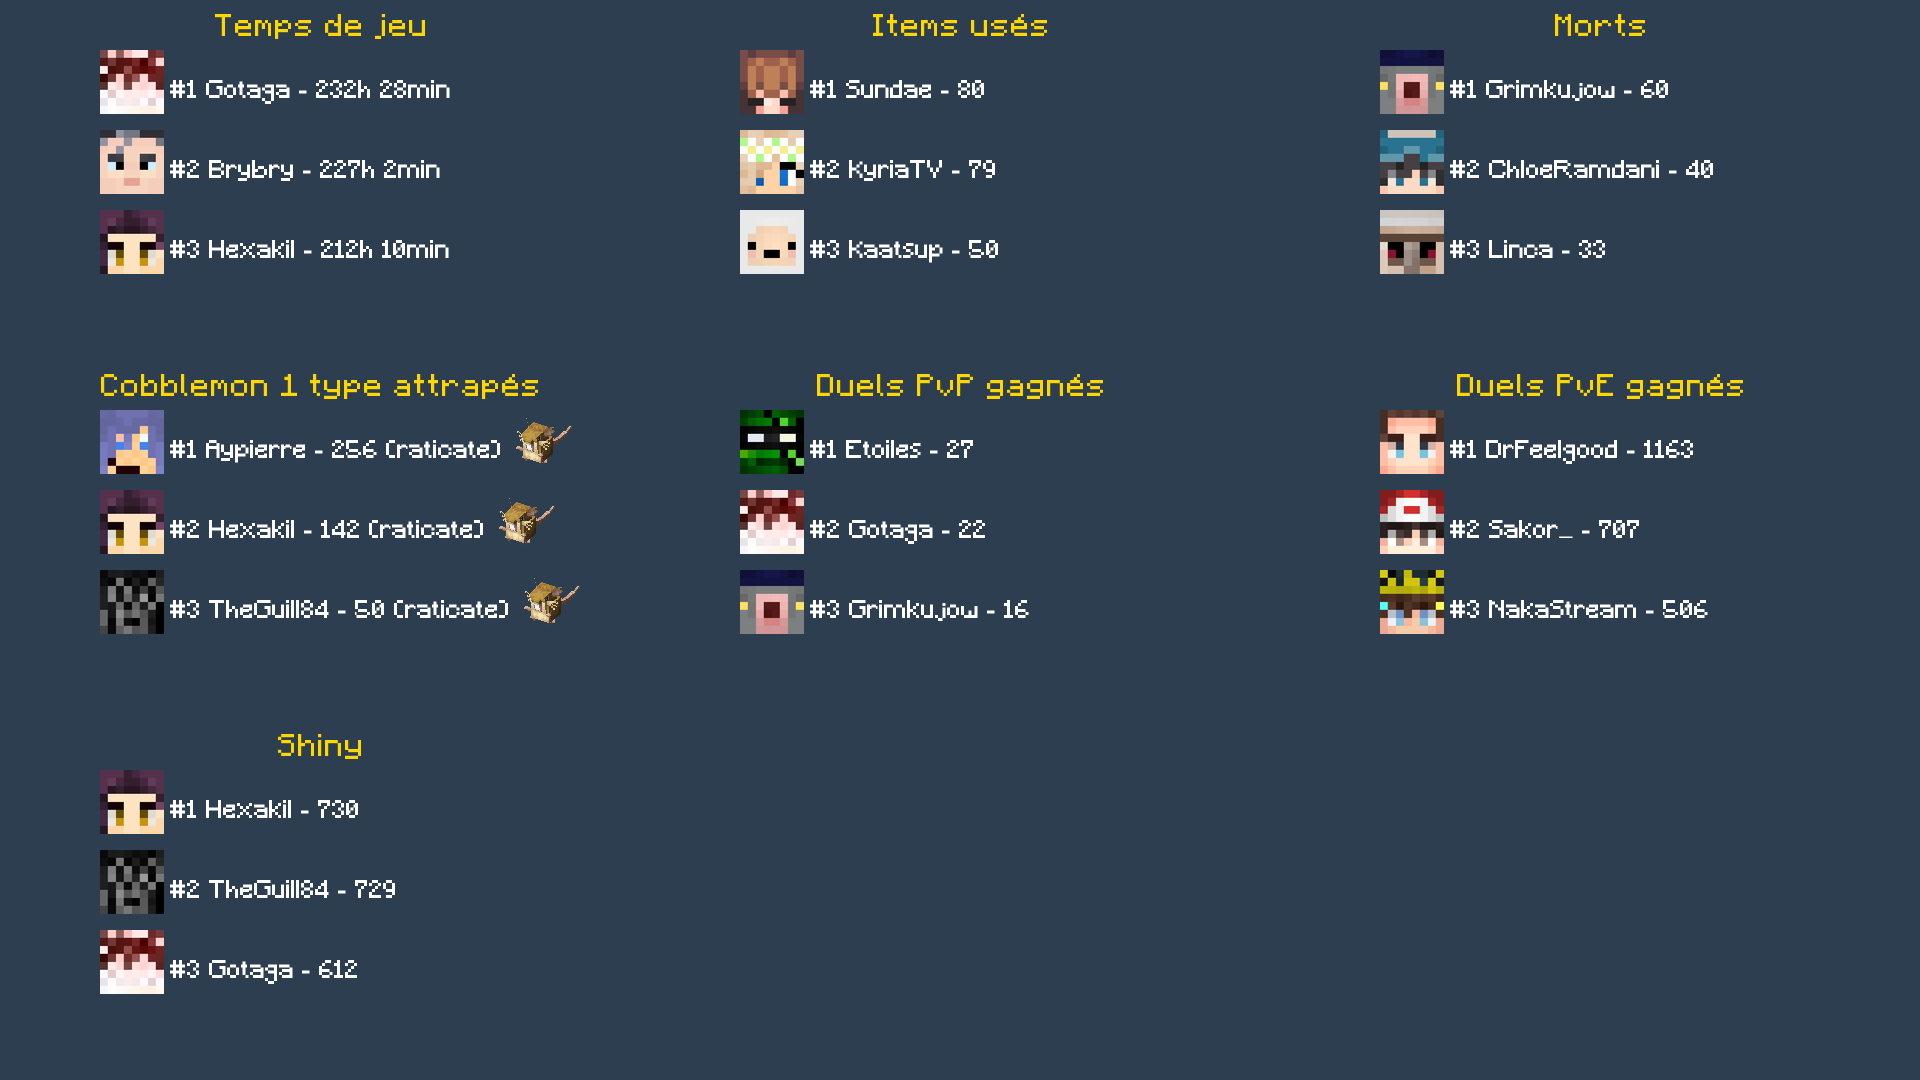 Temps de jeu
#1 Gotaga - 232h 28min
#2 Brybry - 227h 2min
#3 Hexakil - 212h 10min
Items usés
#1 Sundae - 80
#2 KyriaTV - 79
#3 Kaatsup - 50
Morts
#1 Grimkujow - 60
#2 ChloeRamdani - 40
#3 Linca - 33
Cobblemon 1 type attrapés
#1 Aypierre - 256 (raticate)
#2 Hexakil - 142 (raticate)
#3 TheGuill84 - 50 (raticate)
Duels PvP gagnés
#1 Etoiles - 27
#2 Gotaga - 22
#3 Grimkujow - 16
Duels PvE gagnés
#1 DrFeelgood - 1163
#2 Sakor_ - 707
#3 NakaStream - 506
Shiny
#1 Hexakil - 730
#2 TheGuill84 - 729
#3 Gotaga - 612